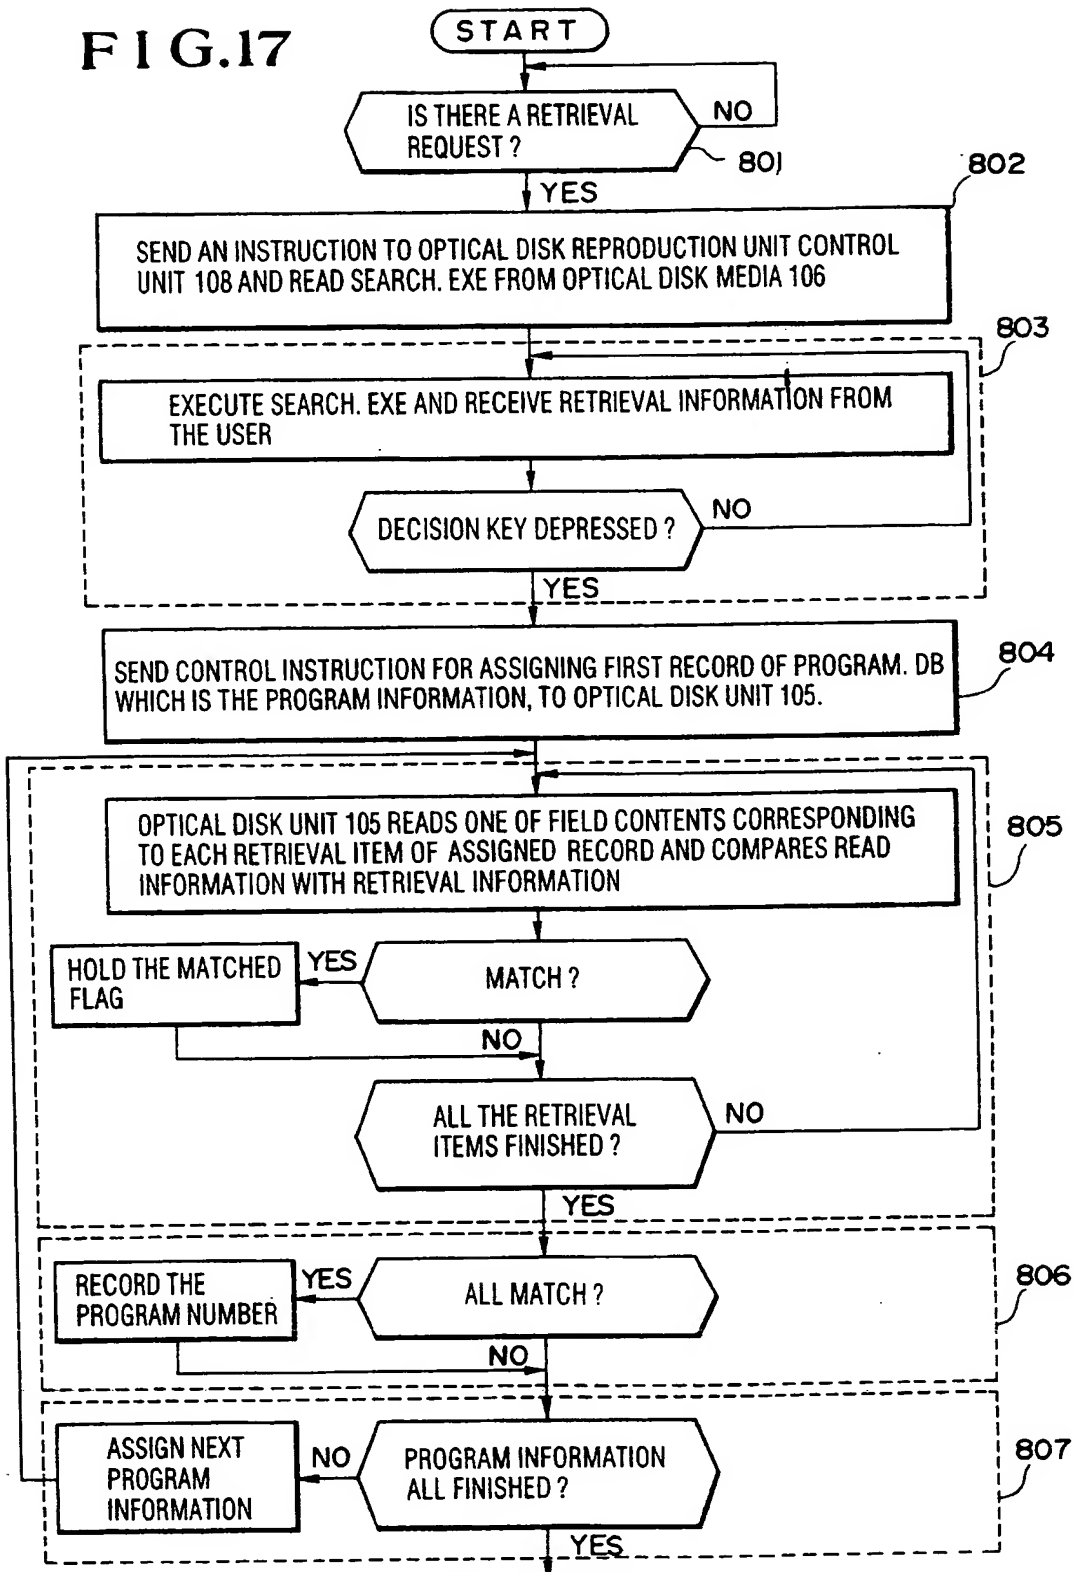 FIG.17
START
IS THERE A RETRIEVAL
REQUEST ?
NO
801
YES
802
SEND AN INSTRUCTION TO OPTICAL DISK REPRODUCTION UNIT CONTROL
UNIT 108 AND READ SEARCH. EXE FROM OPTICAL DISK MEDIA 106
803
EXECUTE SEARCH. EXE AND RECEIVE RETRIEVAL INFORMATION FROM
THE USER
DECISION KEY DEPRESSED ?
NO
YES
804
SEND CONTROL INSTRUCTION FOR ASSIGNING FIRST RECORD OF PROGRAM. DB
WHICH IS THE PROGRAM INFORMATION, TO OPTICAL DISK UNIT 105.
805
OPTICAL DISK UNIT 105 READS ONE OF FIELD CONTENTS CORRESPONDING
TO EACH RETRIEVAL ITEM OF ASSIGNED RECORD AND COMPARES READ
INFORMATION WITH RETRIEVAL INFORMATION
HOLD THE MATCHED
FLAG
YES
MATCH ?
NO
ALL THE RETRIEVAL
ITEMS FINISHED ?
NO
YES
806
RECORD THE
PROGRAM NUMBER
YES
ALL MATCH ?
NO
807
ASSIGN NEXT
PROGRAM
INFORMATION
NO
PROGRAM INFORMATION
ALL FINISHED ?
YES